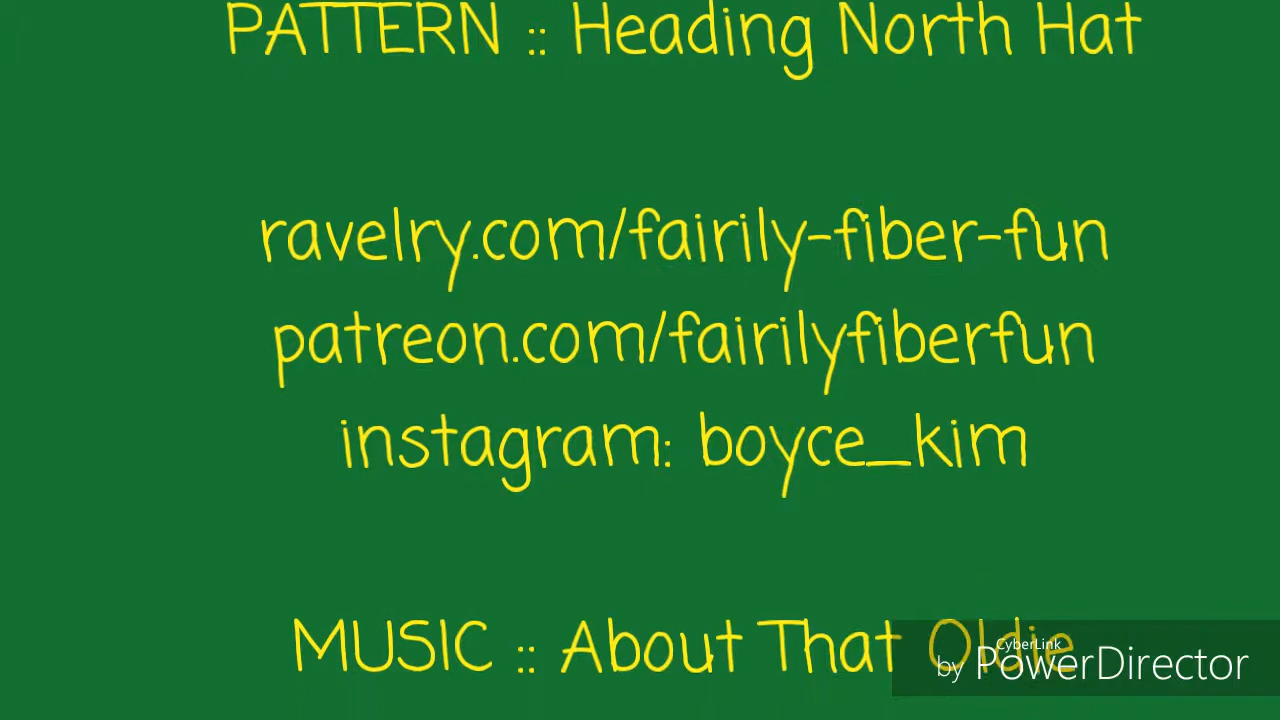 PATTERN :: Heading North Hat
ravelry.com/fairily-fiber-fun
patreon.com/fairilyfiberfun
instagram: boyce_kim
MUSIC :: About That Oldie
CyberLink
by PowerDirector